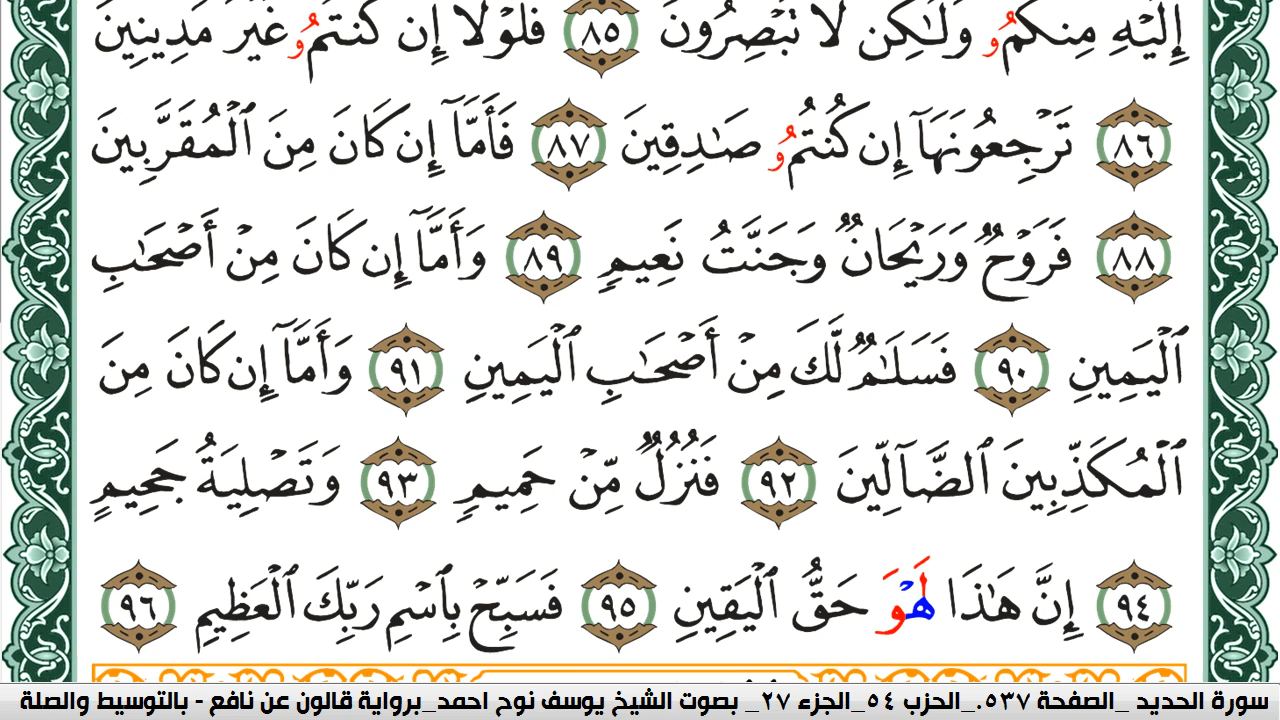 إِلَيْهِ مِنكُمُۥ وَلَٰكِن لَّا تُبْصِرُونَ ٨٥ فَلَوْلَا إِن كُنتُمُۥ غَيْرَ مَدِينِينَ
٨٦ تَرْجِعُونَهَآ إِن كُنتُمُۥ صَٰدِقِينَ ٨٧ فَأَمَّآ إِن كَانَ مِنَ ٱلْمُقَرَّبِينَ
٨٨ فَرَوْحٌ وَرَيْحَانٌ وَجَنَّتُ نَعِيمٍ ٨٩ وَأَمَّآ إِن كَانَ مِنْ أَصْحَٰبِ
ٱلْيَمِينِ ٩٠ فَسَلَٰمٌ لَّكَ مِنْ أَصْحَٰبِ ٱلْيَمِينِ ٩١ وَأَمَّآ إِن كَانَ مِنَ
ٱلْمُكَذِّبِينَ ٱلضَّآلِّينَ ٩٢ فَنُزُلٌ مِّنْ حَمِيمٍ ٩٣ وَتَصْلِيَةُ جَحِيمٍ
٩٤ إِنَّ هَٰذَا لَهْوَ حَقُّ ٱلْيَقِينِ ٩٥ فَسَبِّحْ بِٱسْمِ رَبِّكَ ٱلْعَظِيمِ ٩٦
سورة الحديد _الصفحة ٥٣٧._الحزب ٥٤_الجزء ٢٧_ بصوت الشيخ يوسف نوح احمد_برواية قالون عن نافع - بالتوسيط والصلة